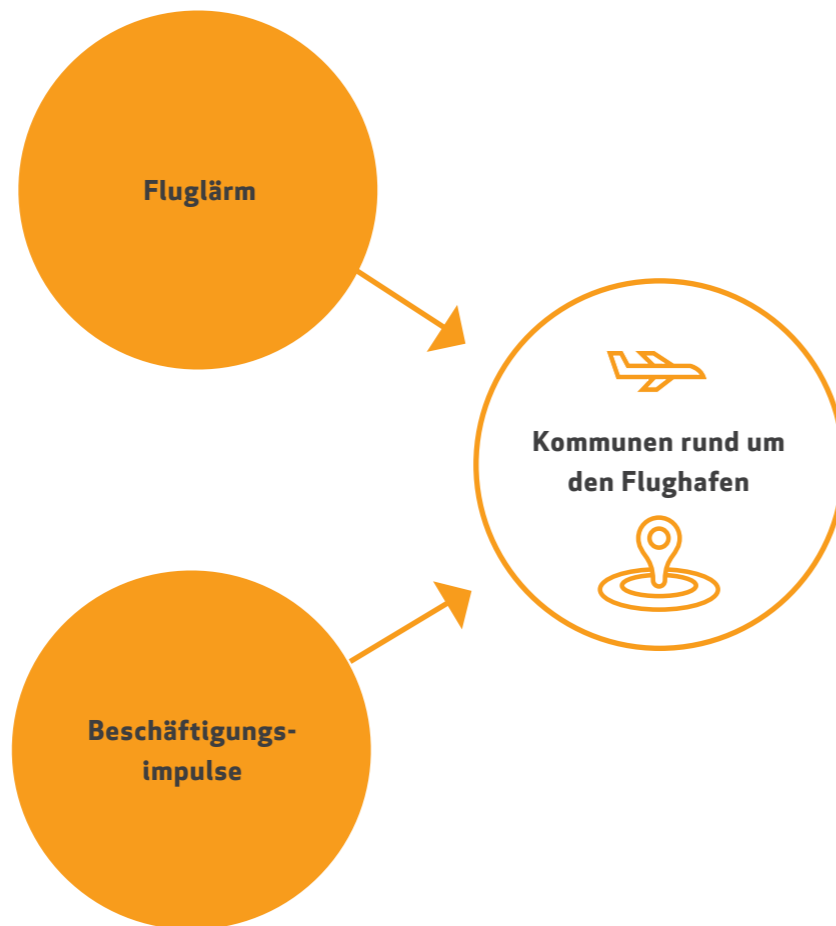 Fluglärm
Kommunen rund um
den Flughafen
Beschäftigungs-
impulse